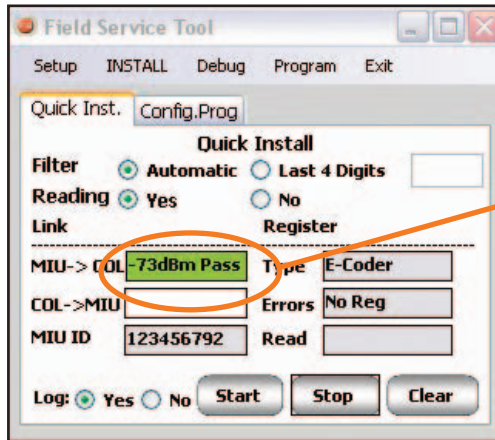 Field Service Tool
Setup INSTALL Debug Program Exit
Quick Inst. Config.Prog
Quick Install
Filter Automatic Last 4 Digits
Reading Yes No
Link Register
MIU-> COL -73dBm Pass Type E-Coder
COL->MIU Errors No Reg
MIU ID 123456792 Read
Log: Yes No Start Stop Clear